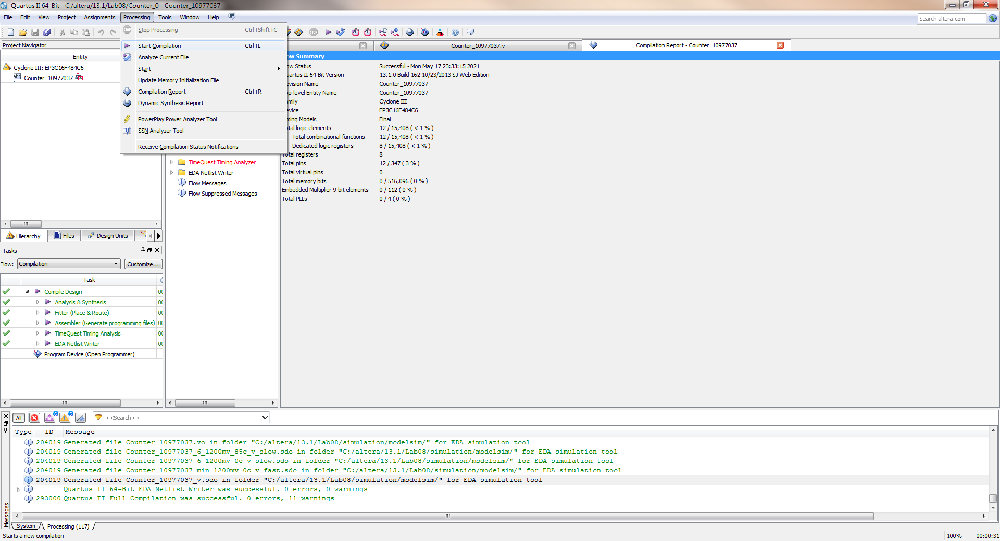 Quartus II 64-Bit - C:/altera/13.1/Lab08/Counter_0 - Counter_10977037
File Edit View Project Assignments Processing Tools Window Help
Search altera.com
Stop Processing Ctrl+Shift+C
Start Compilation Ctrl+L
Analyze Current File
Start
Update Memory Initialization File
Compilation Report Ctrl+R
Dynamic Synthesis Report
PowerPlay Power Analyzer Tool
SSN Analyzer Tool
Receive Compilation Status Notifications
Project Navigator
Entity
Cyclone III: EP3C16F484C6
Counter_10977037
Hierarchy Files Design Units
Counter_10977037.v
Compilation Report - Counter_10977037
TimeQuest Timing Analyzer
EDA Netlist Writer
Flow Messages
Flow Suppressed Messages
ow Summary
ow Status Successful - Mon May 17 23:33:15 2021
uartus II 64-Bit Version 13.1.0 Build 162 10/23/2013 SJ Web Edition
evision Name Counter_10977037
op-level Entity Name Counter_10977037
amily Cyclone III
evice EP3C16F484C6
ming Models Final
otal logic elements 12 / 15,408 ( < 1 % )
Total combinational functions 12 / 15,408 ( < 1 % )
Dedicated logic registers 8 / 15,408 ( < 1 % )
Total registers 8
Total pins 12 / 347 ( 3 % )
Total virtual pins 0
Total memory bits 0 / 516,096 ( 0 % )
Embedded Multiplier 9-bit elements 0 / 112 ( 0 % )
Total PLLs 0 / 4 ( 0 % )
Tasks
Flow: Compilation Customize...
Task
Compile Design 00
Analysis & Synthesis 00
Fitter (Place & Route) 00
Assembler (Generate programming files) 00
TimeQuest Timing Analysis 00
EDA Netlist Writer 00
Program Device (Open Programmer)
All 6 5 <<Search>>
Type ID Message
204019 Generated file Counter_10977037.vo in folder "C:/altera/13.1/Lab08/simulation/modelsim/" for EDA simulation tool
204019 Generated file Counter_10977037_6_1200mv_85c_v_slow.sdo in folder "C:/altera/13.1/Lab08/simulation/modelsim/" for EDA simulation tool
204019 Generated file Counter_10977037_6_1200mv_0c_v_slow.sdo in folder "C:/altera/13.1/Lab08/simulation/modelsim/" for EDA simulation tool
204019 Generated file Counter_10977037_min_1200mv_0c_v_fast.sdo in folder "C:/altera/13.1/Lab08/simulation/modelsim/" for EDA simulation tool
204019 Generated file Counter_10977037_v.sdo in folder "C:/altera/13.1/Lab08/simulation/modelsim/" for EDA simulation tool
Quartus II 64-Bit EDA Netlist Writer was successful. 0 errors, 0 warnings
293000 Quartus II Full Compilation was successful. 0 errors, 11 warnings
Messages
System Processing (117)
Starts a new compilation
100% 00:00:31